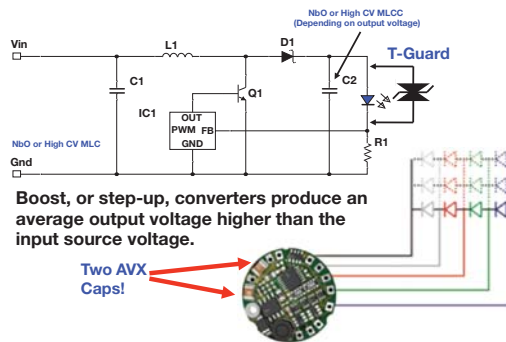 NbO or High CV MLCC
(Depending on output voltage)
Vin
L1
D1
T-Guard
C1
Q1
C2
IC1
OUT
PWM FB
GND
NbO or High CV MLC
R1
Gnd
Boost, or step-up, converters produce an
average output voltage higher than the
input source voltage.
Two AVX
Caps!